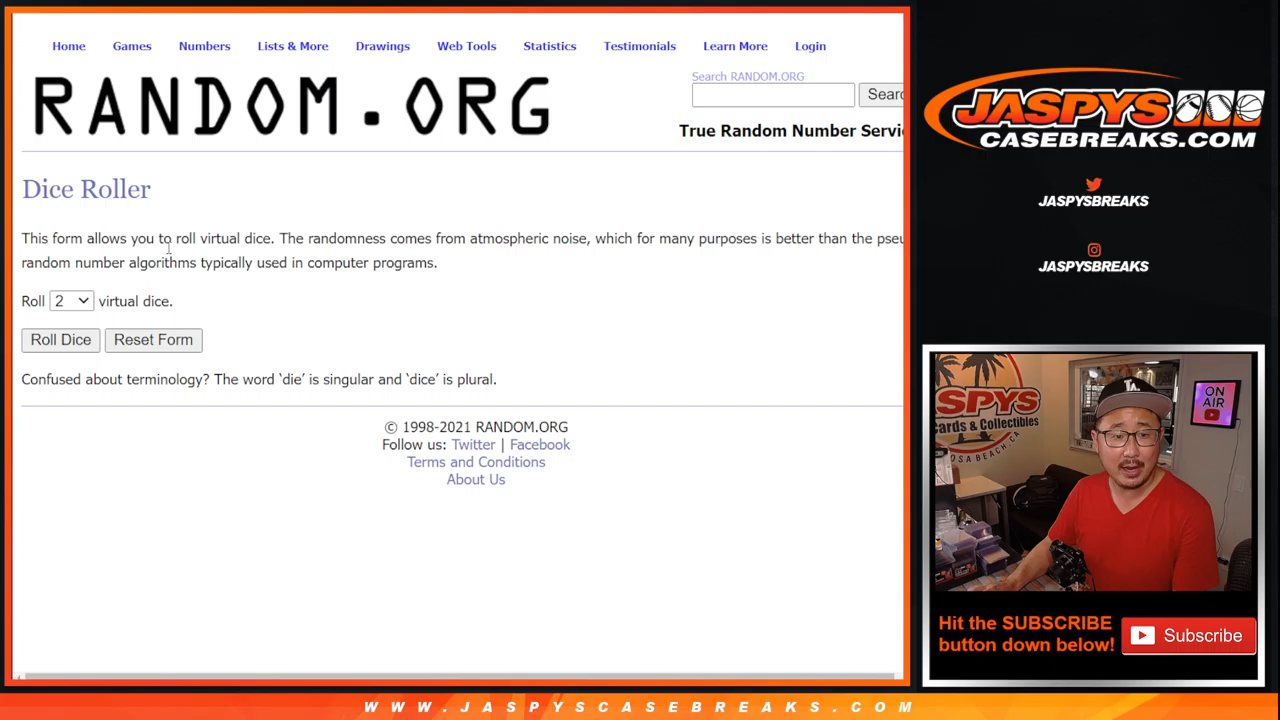 Home Games Numbers Lists & More Drawings Web Tools Statistics Testimonials Learn More Login
RANDOM.ORG
Search RANDOM.ORG
Searc
True Random Number Servi
Dice Roller
This form allows you to roll virtual dice. The randomness comes from atmospheric noise, which for many purposes is better than the pseu
random number algorithms typically used in computer programs.
Roll 2 virtual dice.
Roll Dice Reset Form
Confused about terminology? The word ‘die’ is singular and ‘dice’ is plural.
© 1998-2021 RANDOM.ORG
Follow us: Twitter | Facebook
Terms and Conditions
About Us
JASPYS
CASEBREAKS.COM
JASPYSBREAKS
JASPYSBREAKS
JASPYS
Cards & Collectibles
LA
ON
AIR
Hit the SUBSCRIBE
button down below!
Subscribe
WWW.JASPYSCASEBREAKS.COM